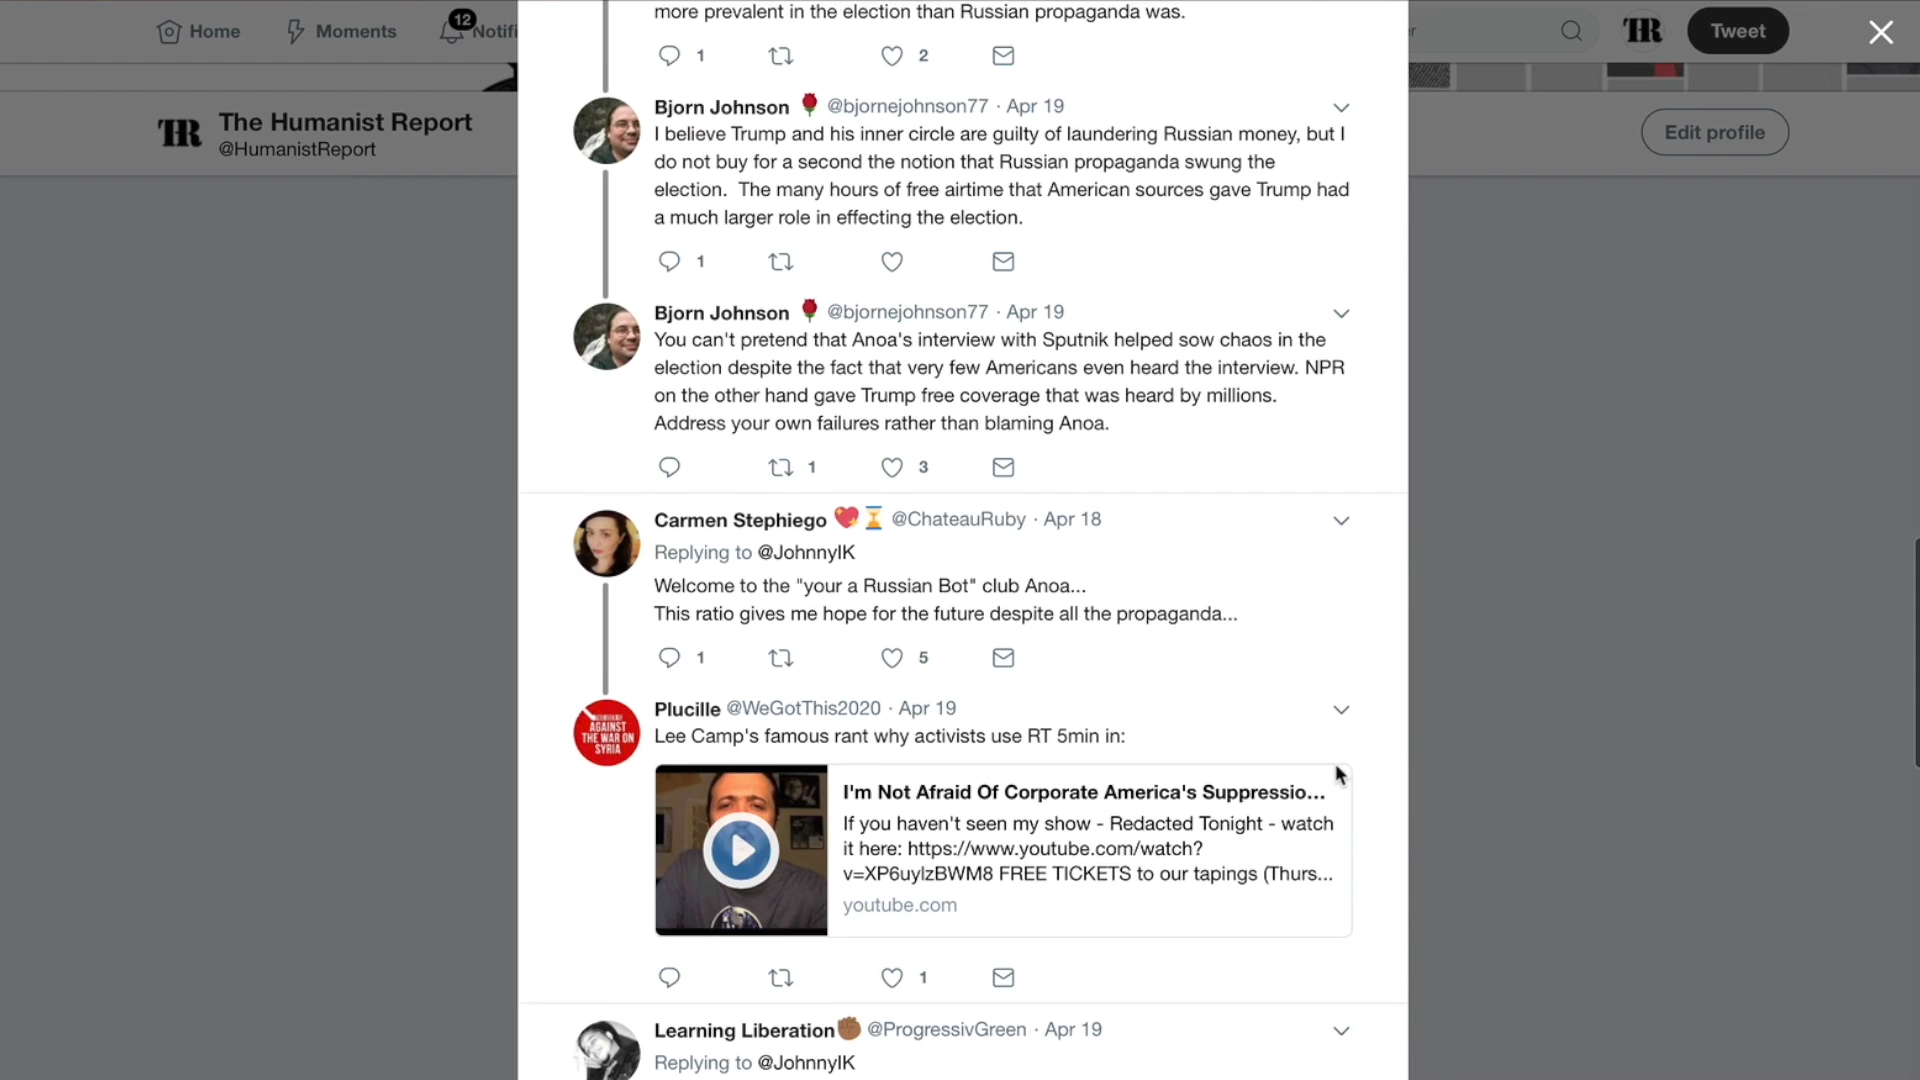 more prevalent in the election than Russian propaganda was.
Home
Moments
12
Notifi
r
THR
Tweet
1
2
The Humanist Report
@HumanistReport
Edit profile
Bjorn Johnson @bjornejohnson77 · Apr 19
I believe Trump and his inner circle are guilty of laundering Russian money, but I
do not buy for a second the notion that Russian propaganda swung the
election. The many hours of free airtime that American sources gave Trump had
a much larger role in effecting the election.
1
Bjorn Johnson @bjornejohnson77 · Apr 19
You can't pretend that Anoa's interview with Sputnik helped sow chaos in the
election despite the fact that very few Americans even heard the interview. NPR
on the other hand gave Trump free coverage that was heard by millions.
Address your own failures rather than blaming Anoa.
1
3
Carmen Stephiego @ChateauRuby · Apr 18
Replying to @JohnnyIK
Welcome to the "your a Russian Bot" club Anoa...
This ratio gives me hope for the future despite all the propaganda...
1
5
Plucille @WeGotThis2020 · Apr 19
AGAINST
THE WAR ON
SYRIA
Lee Camp's famous rant why activists use RT 5min in:
I'm Not Afraid Of Corporate America's Suppressio...
If you haven't seen my show - Redacted Tonight - watch
it here: https://www.youtube.com/watch?
v=XP6uylzBWM8 FREE TICKETS to our tapings (Thurs...
youtube.com
1
Learning Liberation @ProgressivGreen · Apr 19
Replying to @JohnnyIK